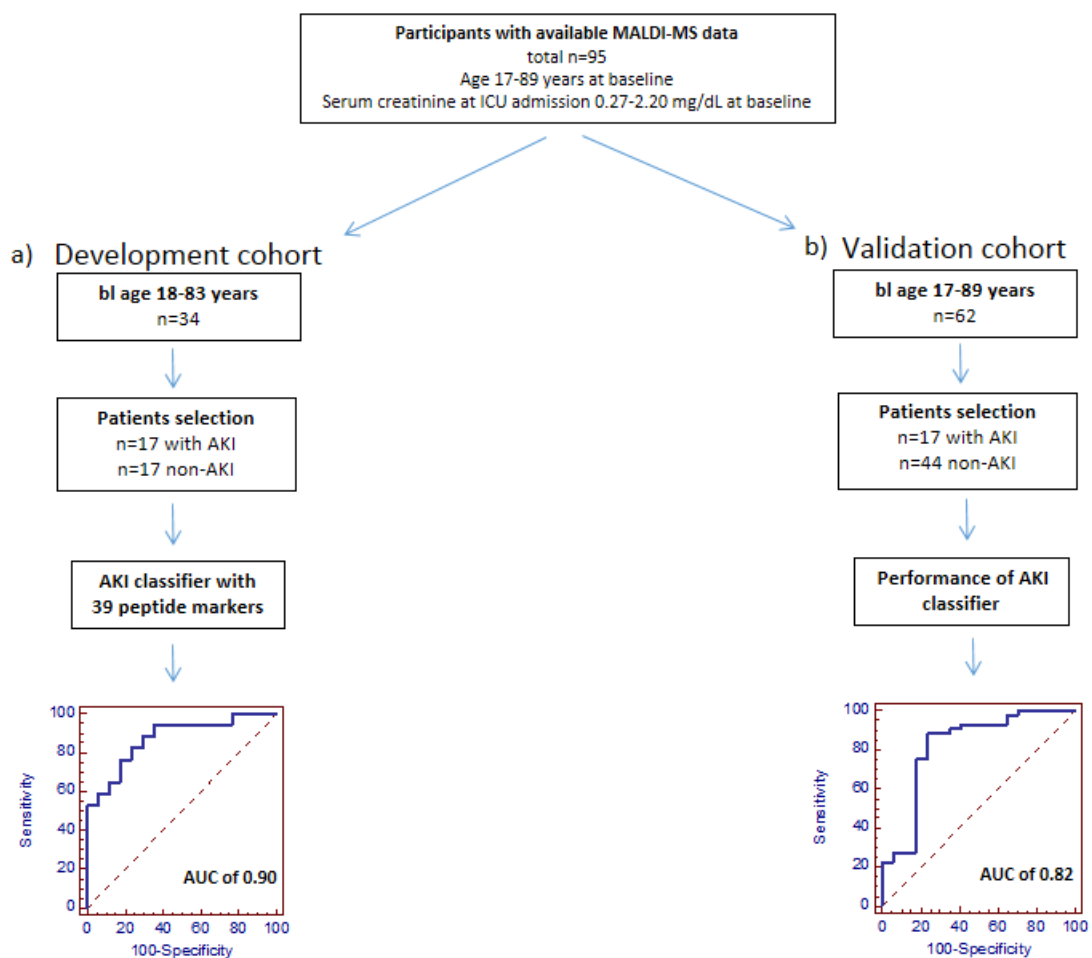 Participants with available MALDI-MS data
total n=95
Age 17-89 years at baseline
Serum creatinine at ICU admission 0.27-2.20 mg/dL at baseline
a) Development cohort
bl age 18-83 years
n=34
Patients selection
n=17 with AKI
n=17 non-AKI
AKI classifier with
39 peptide markers
100
80
60
40
20
0
Sensitivity
AUC of 0.90
0 20 40 60 80 100
100-Specificity
b) Validation cohort
bl age 17-89 years
n=62
Patients selection
n=17 with AKI
n=44 non-AKI
Performance of AKI
classifier
100
80
60
40
20
0
Sensitivity
AUC of 0.82
0 20 40 60 80 100
100-Specificity